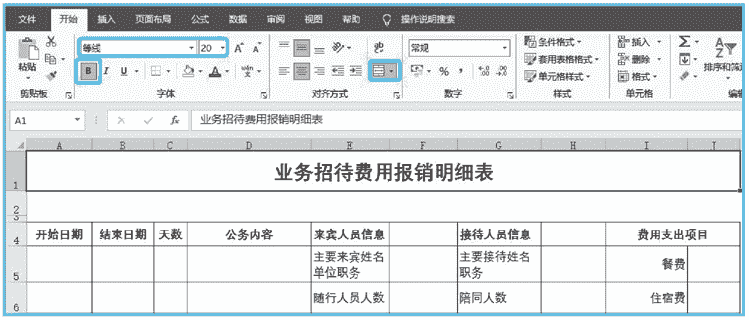 文件 开始 插入 页面布局 公式 数据 审阅 视图 帮助 操作说明搜索
等线 20 A A 常规 条件格式 插入 Σ A Z
粘贴 B I U A 文 % , 套用表格格式 删除 排序和筛
单元格样式 格式
剪贴板 字体 对齐方式 数字 样式 单元格 编
A1 fx 业务招待费用报销明细表
A B C D E F G H I J
1 业务招待费用报销明细表
2
3
4 开始日期 结束日期 天数 公务内容 来宾人员信息 接待人员信息 费用支出项目
5 主要来宾姓名 主要接待姓名 餐费
单位职务 职务
6 随行人员人数 陪同人数 住宿费